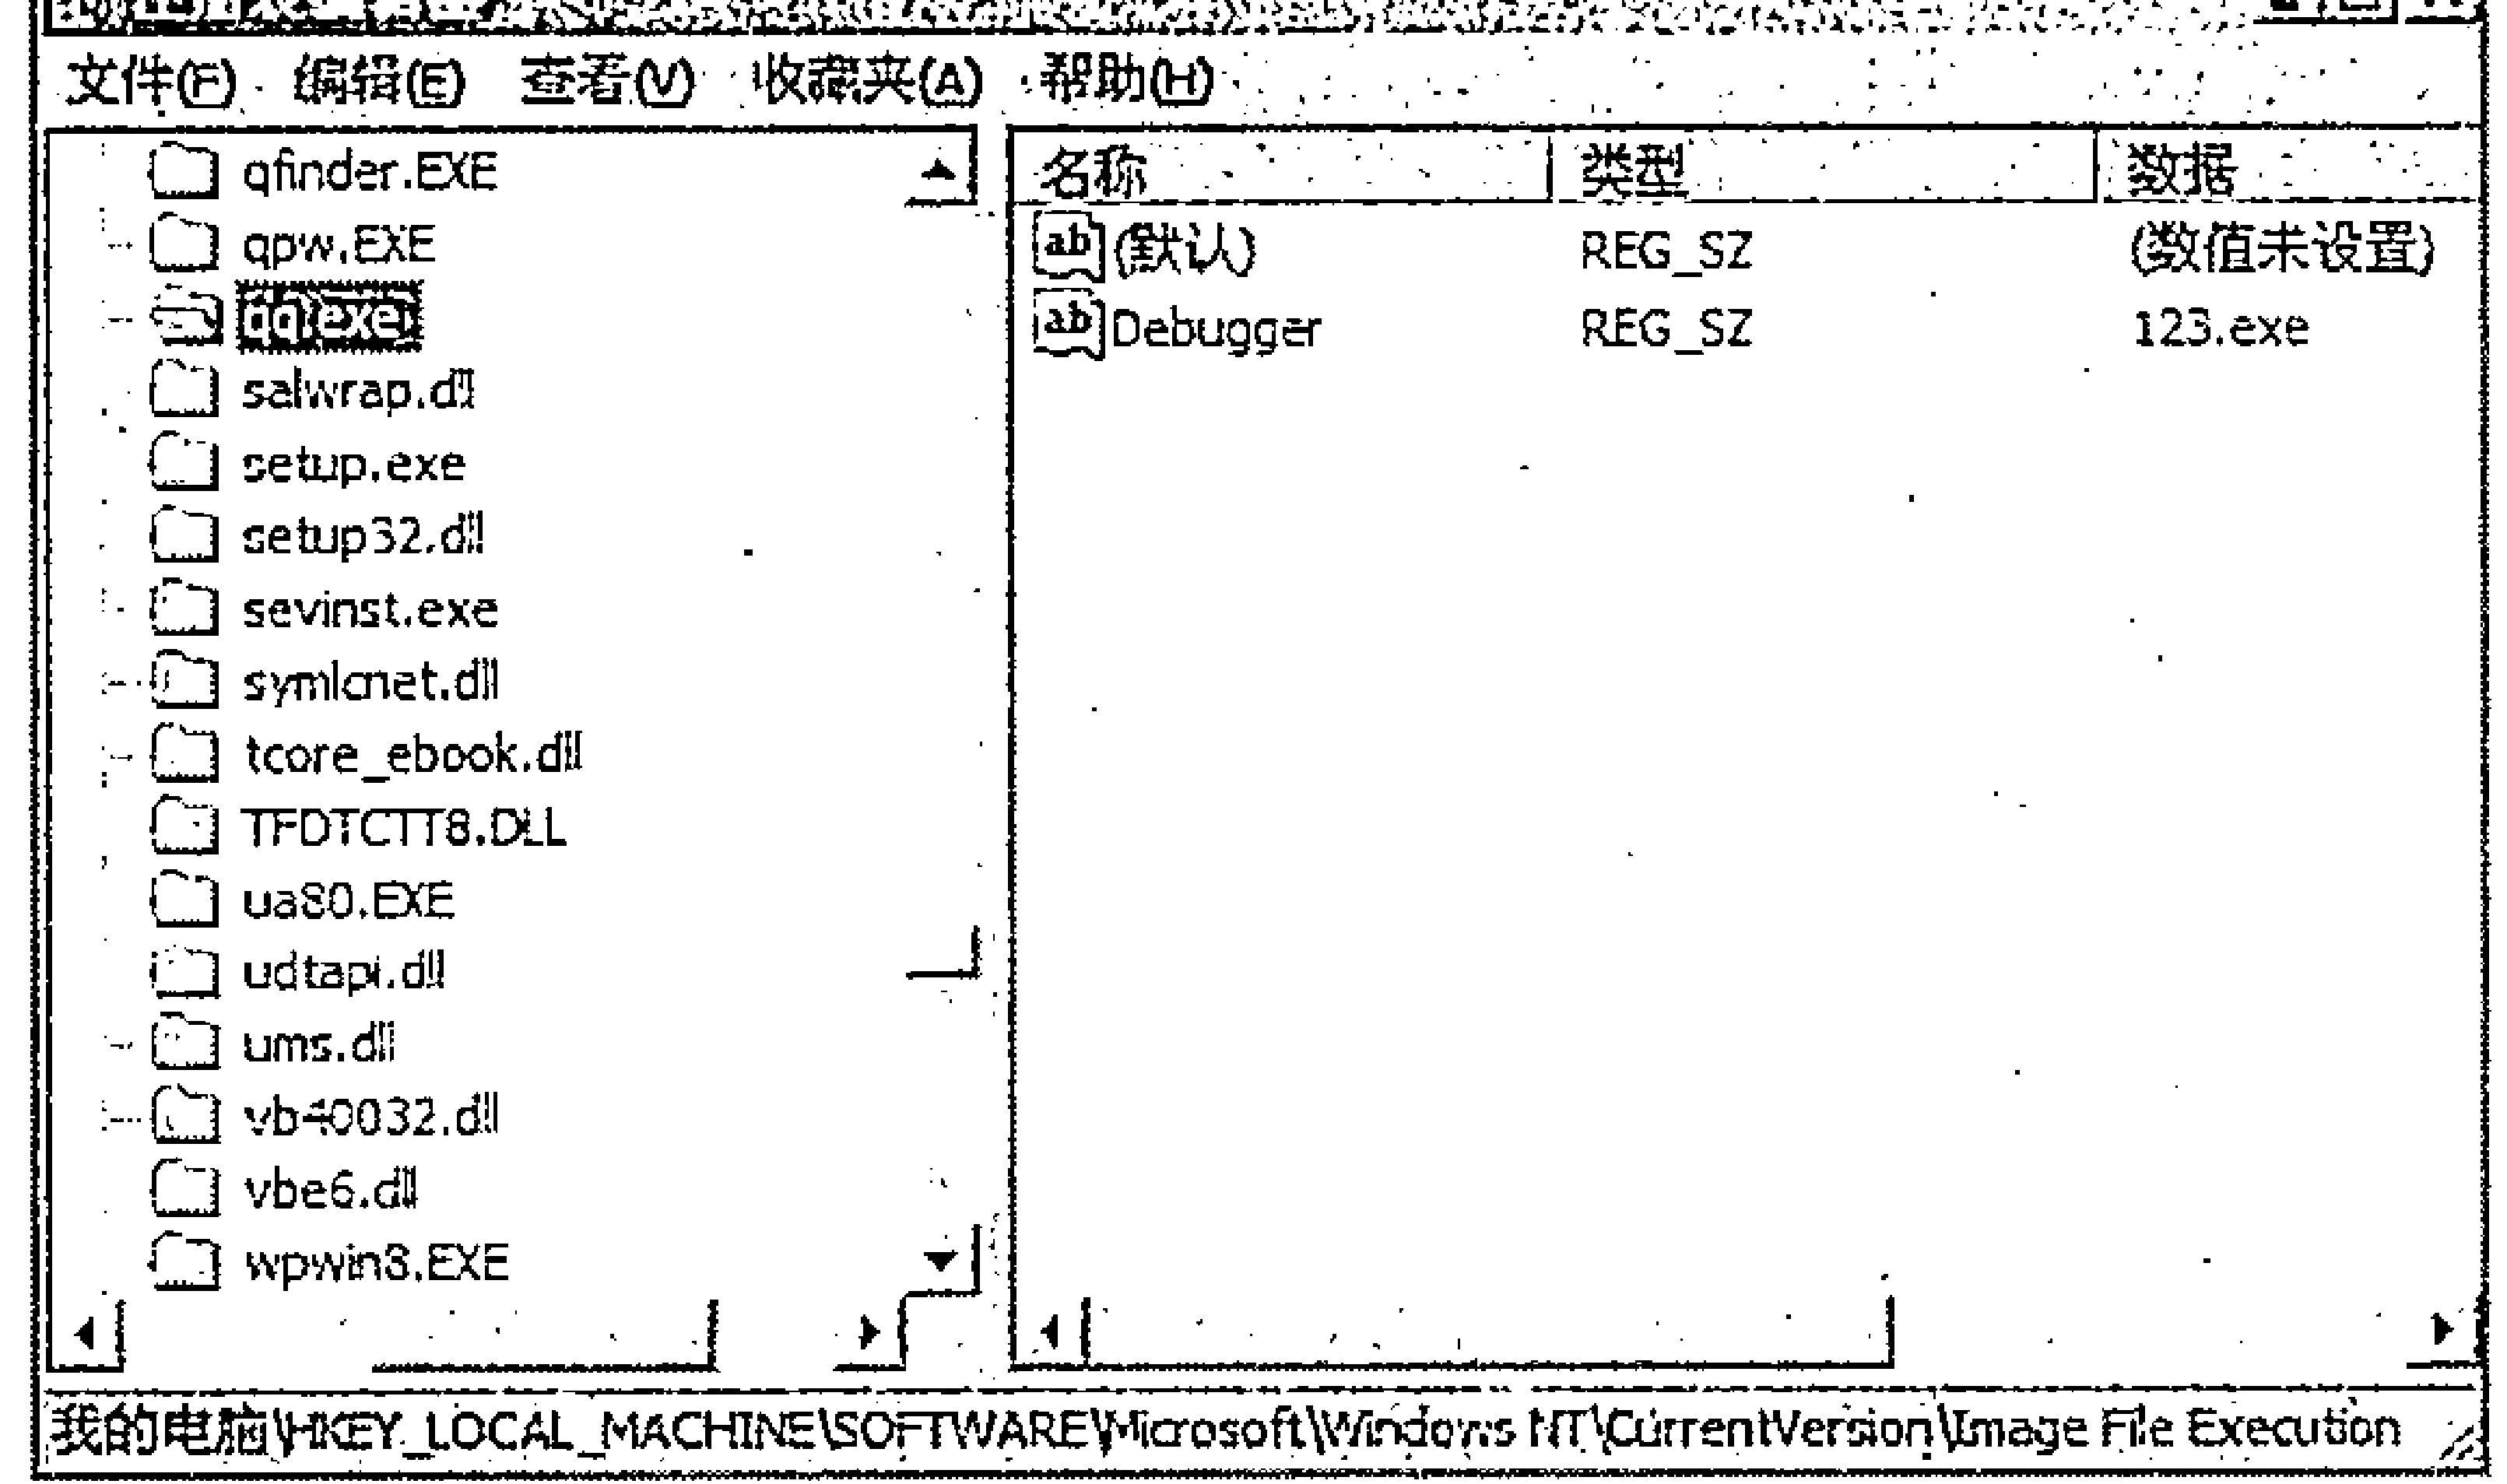 文件(F) 编辑(E) 查看(V) 收藏夹(A) 帮助(H)
qfinder.EXE
qpw.EXE
qq.exe
salwrap.dll
setup.exe
setup32.dll
sevinst.exe
symlcnet.dll
tcore_ebook.dll
TFDTCTT8.DLL
ua80.EXE
udtapi.dll
ums.dll
vb40032.dll
vbe6.dll
wpwin8.EXE
名称 类型 数据
ab (默认) REG_SZ (数值未设置)
ab Debugger REG_SZ 123.exe
我的电脑\HKEY_LOCAL_MACHINE\SOFTWARE\Microsoft\Windows NT\CurrentVersion\Image File Execution